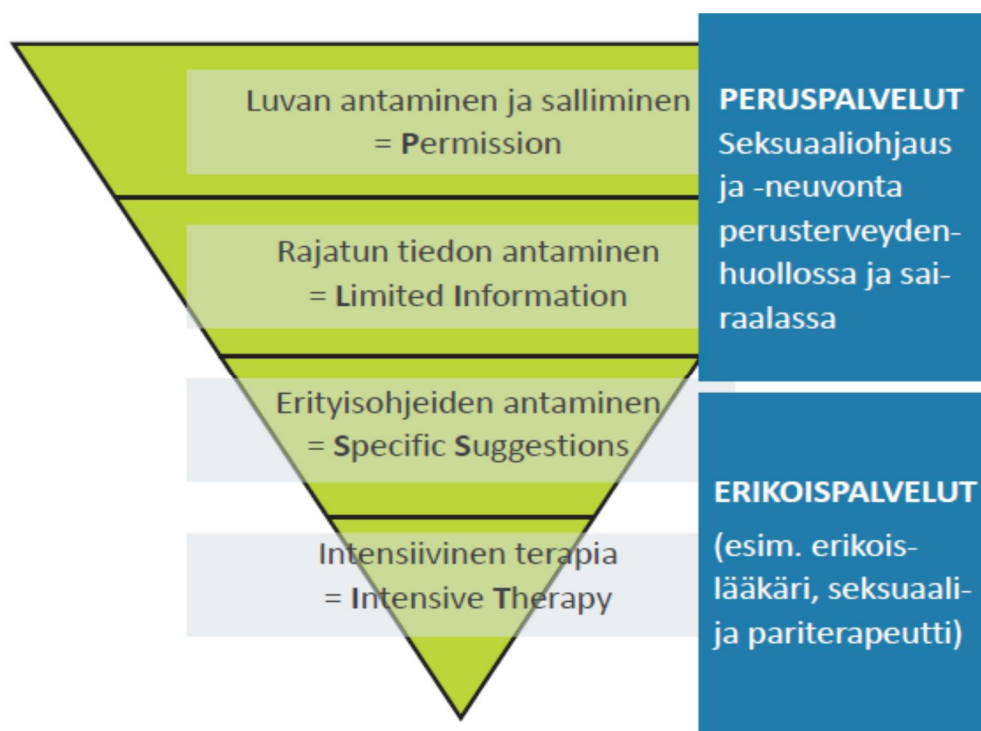 Luvan antaminen ja salliminen
= Permission
Rajatun tiedon antaminen
= Limited Information
Erityisohjeiden antaminen
= Specific Suggestions
Intensiivinen terapia
= Intensive Therapy
PERUSPALVELUT
Seksuaaliohjaus
ja -neuvonta
perusterveyden-
huollossa ja sai-
raalassa
ERIKOISPALVELUT
(esim. erikois-
lääkäri, seksuaali-
ja pariterapeutti)